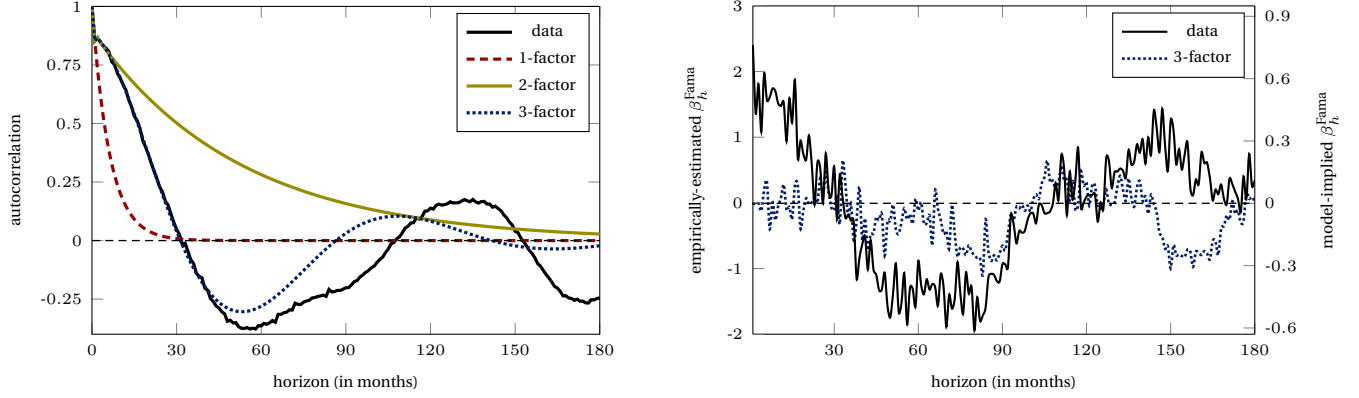 1
0.75
0.5
0.25
0
-0.25
autocorrelation
0 30 60 90 120 150 180
horizon (in months)
data
1-factor
2-factor
3-factor
3
2
1
0
-1
-2
empirically-estimated β_h^Fama
30 60 90 120 150 180
horizon (in months)
data
3-factor
0.9
0.6
0.3
0
-0.3
-0.6
model-implied β_h^Fama